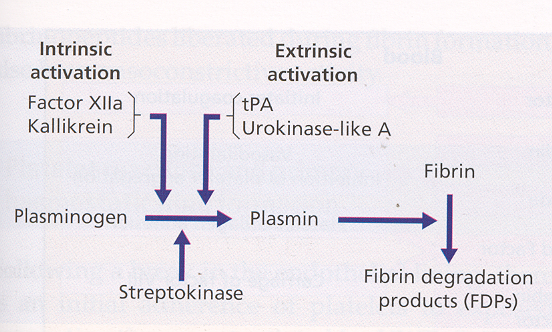 Intrinsic
activation
Factor XIIa
Kallikrein
Extrinsic
activation
tPA
Urokinase-like A
Fibrin
Plasminogen
Plasmin
Streptokinase
Fibrin degradation
products (FDPs)